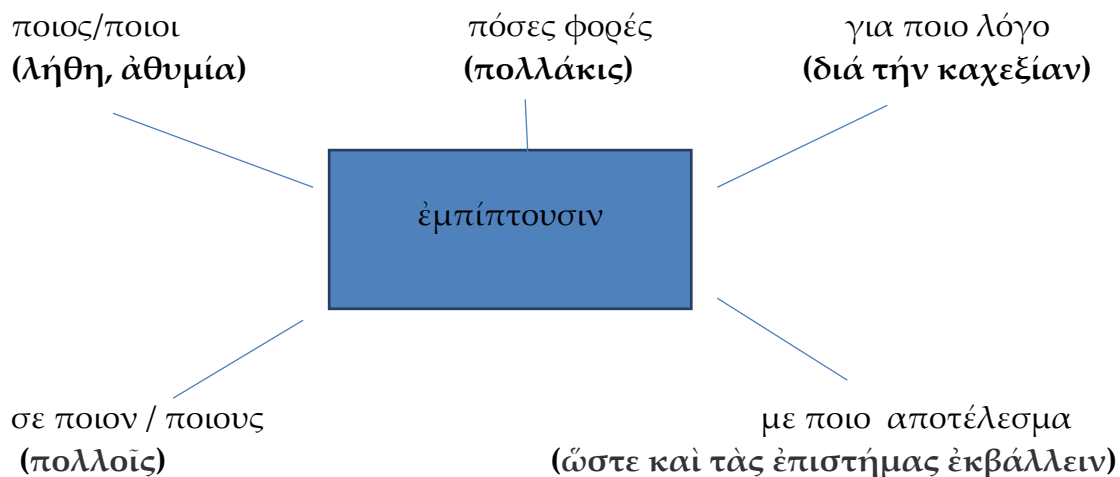 ποιος/ποιοι
(λήθη, ἀθυμία)
πόσες φορές
(πολλάκις)
για ποιο λόγο
(διά τήν καχεξίαν)
ἐμπίπτουσιν
σε ποιον / ποιους
(πολλοῖς)
με ποιο αποτέλεσμα
(ὥστε καὶ τὰς ἐπιστήμας ἐκβάλλειν)